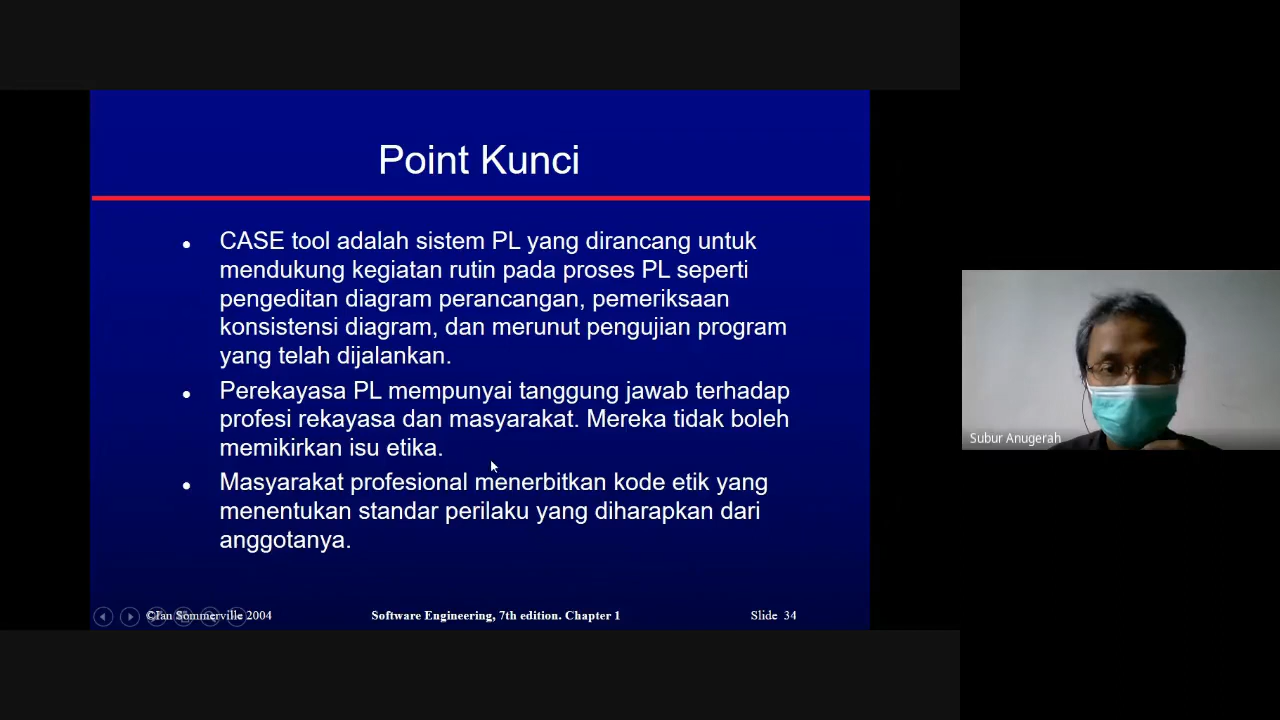 Point Kunci
CASE tool adalah sistem PL yang dirancang untuk
mendukung kegiatan rutin pada proses PL seperti
pengeditan diagram perancangan, pemeriksaan
konsistensi diagram, dan merunut pengujian program
yang telah dijalankan.
Perekayasa PL mempunyai tanggung jawab terhadap
profesi rekayasa dan masyarakat. Mereka tidak boleh
memikirkan isu etika.
Masyarakat profesional menerbitkan kode etik yang
menentukan standar perilaku yang diharapkan dari
anggotanya.
©Ian Sommerville 2004
Software Engineering, 7th edition. Chapter 1
Slide 34
Subur Anugerah